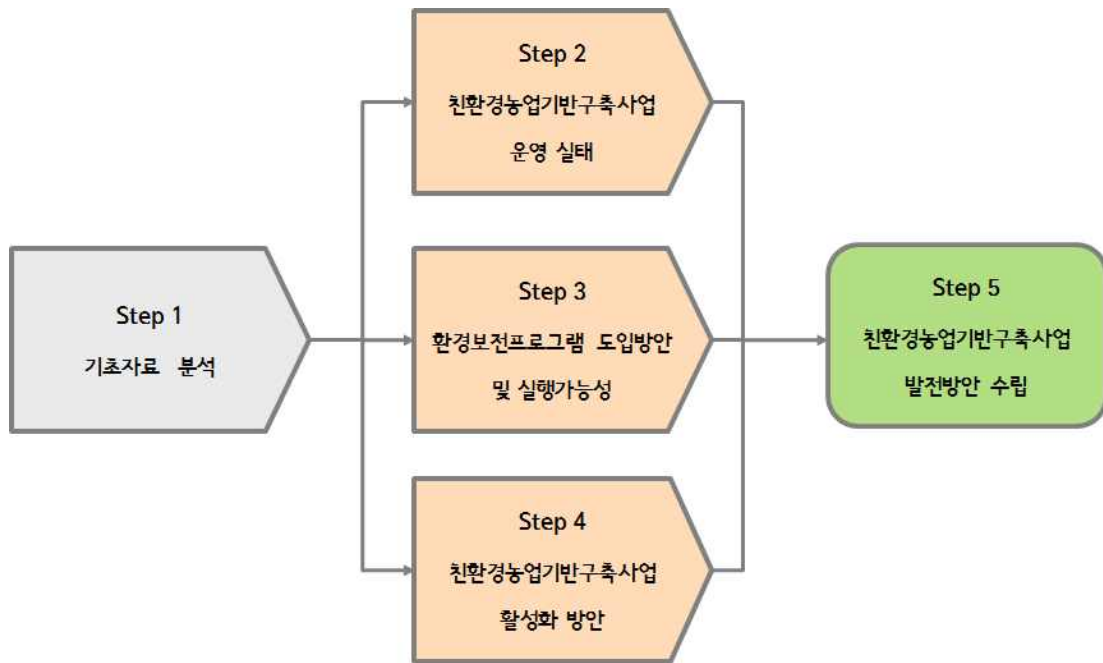 Step 1
기초자료 분석
Step 2
친환경농업기반구축사업
운영 실태
Step 3
환경보전프로그램 도입방안
및 실행가능성
Step 4
친환경농업기반구축사업
활성화 방안
Step 5
친환경농업기반구축사업
발전방안 수립